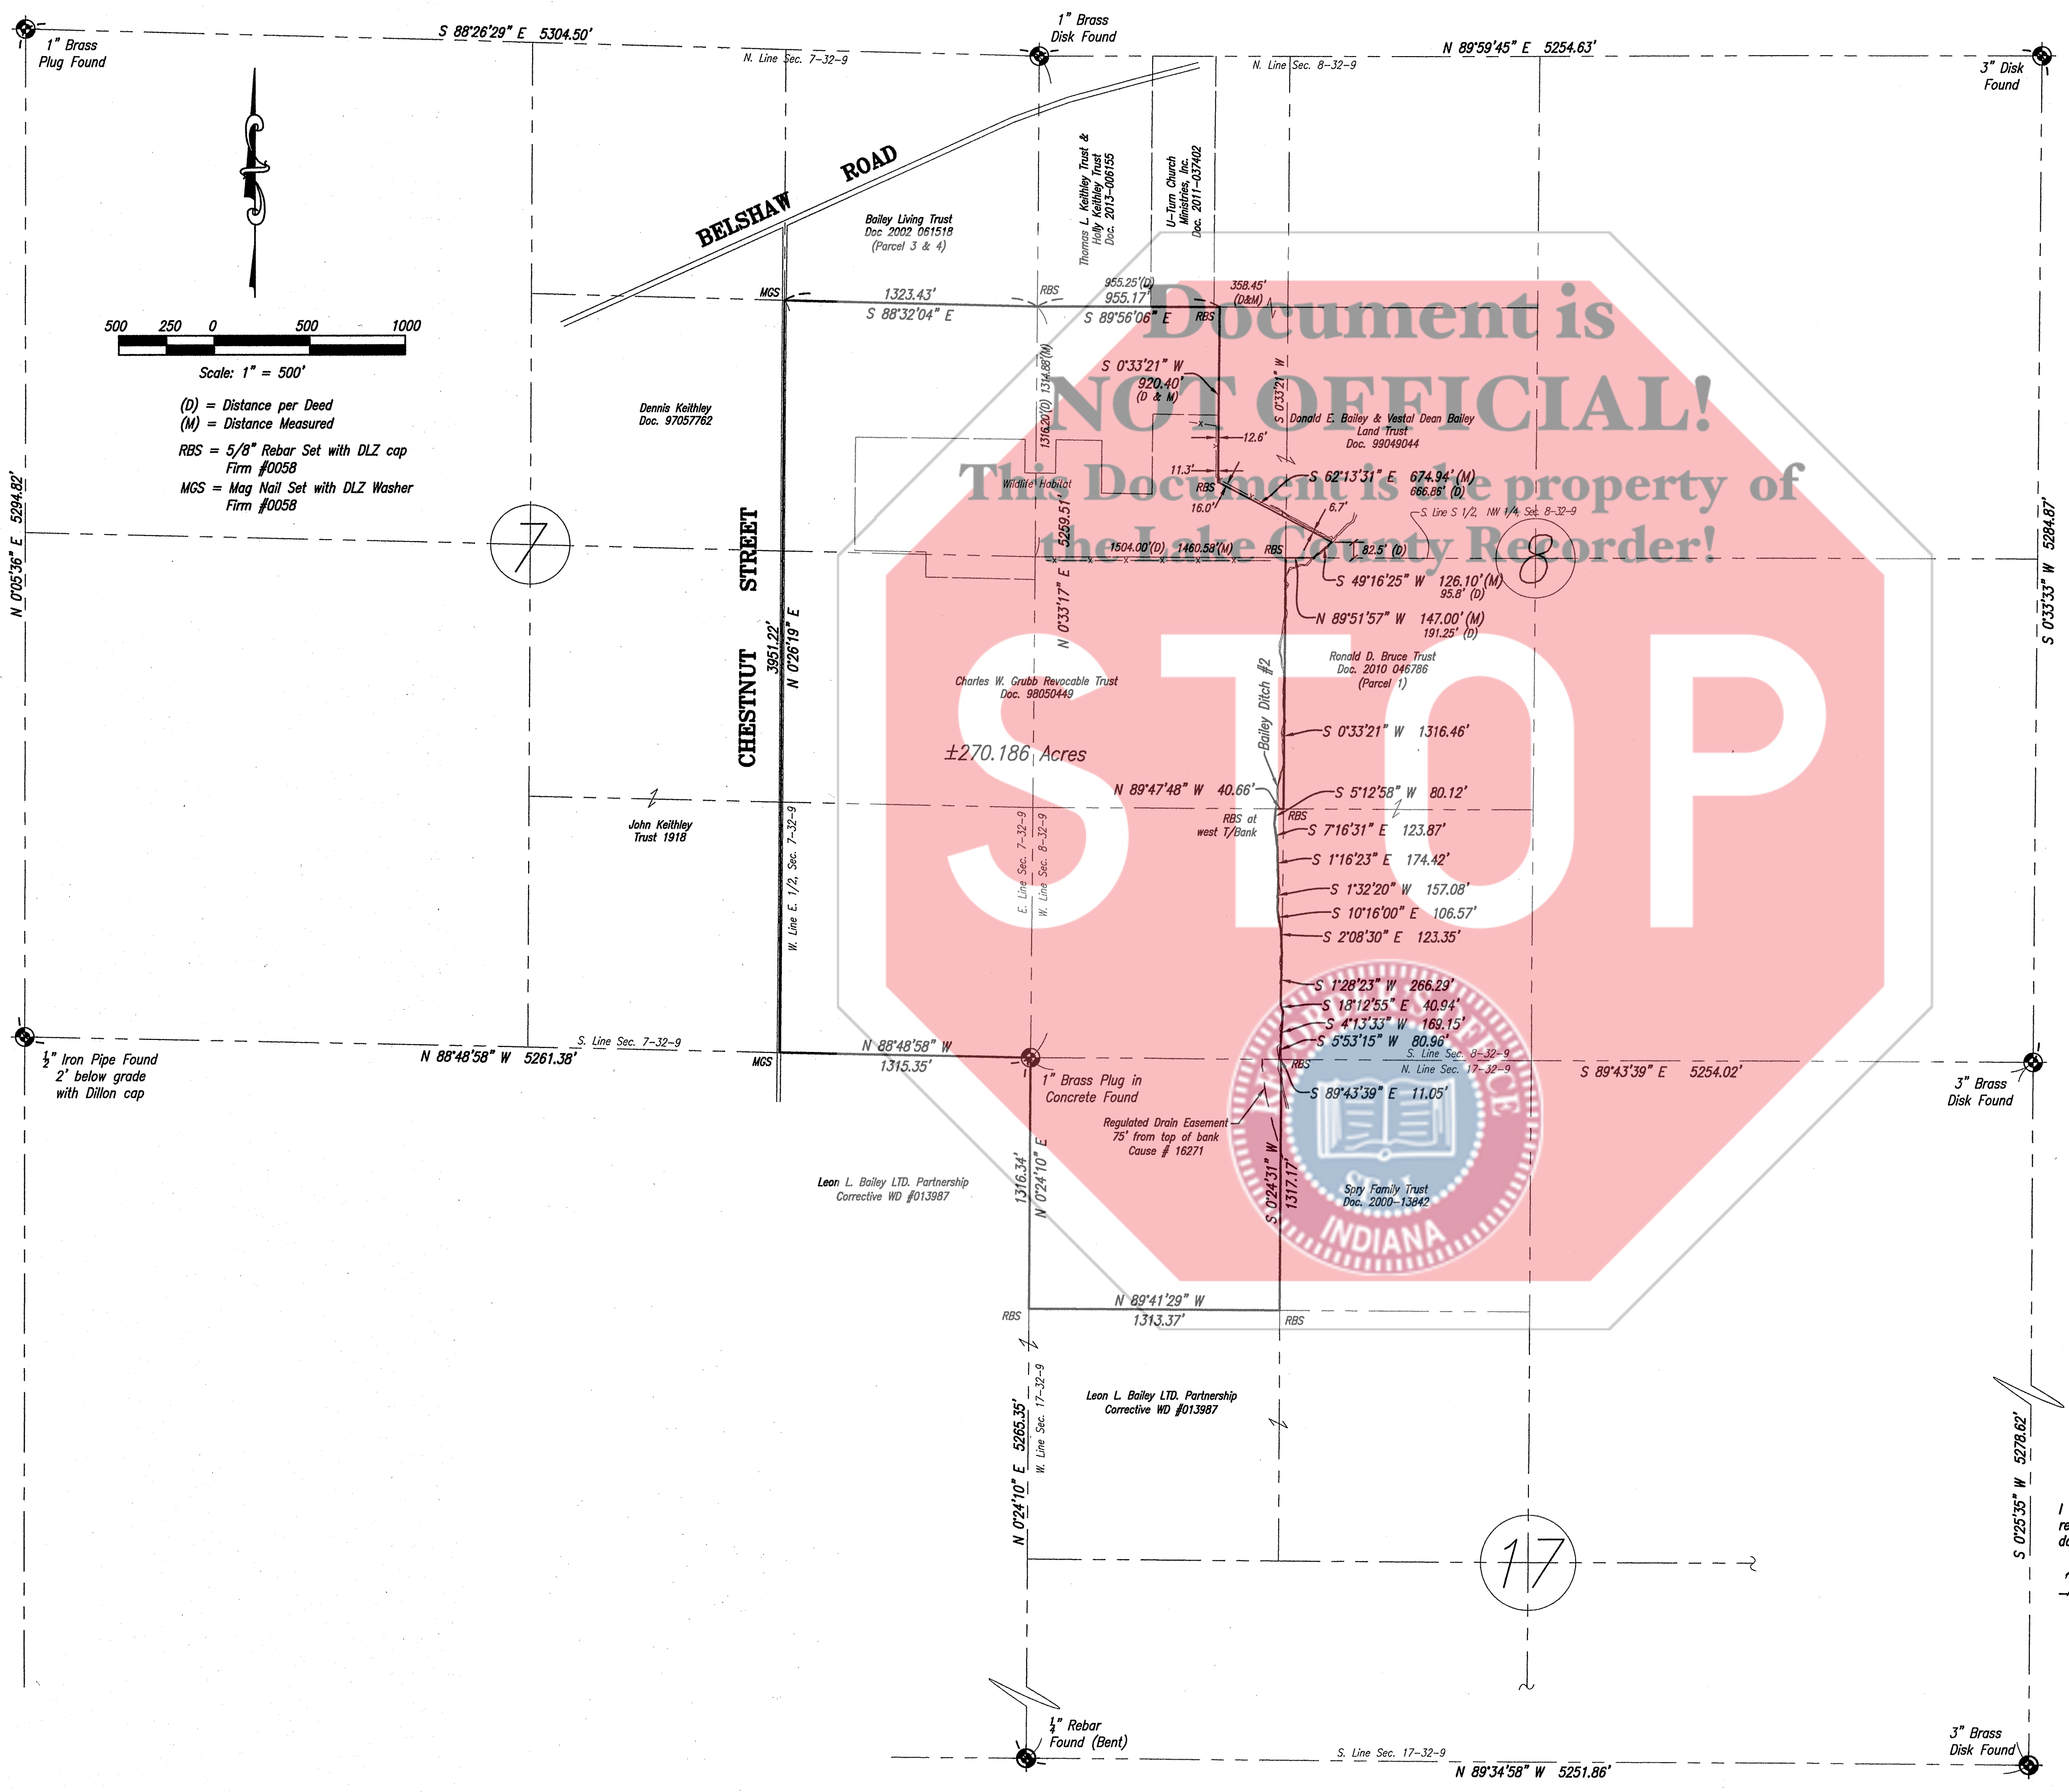 S 88°26'29" E 5304.50'
1" Brass
Plug Found
N. Line Sec. 7-32-9
1" Brass
Disk Found
N 89°59'45" E 5254.63'
N. Line Sec. 8-32-9
3" Disk
Found
BELSHAW ROAD
Bailey Living Trust
Doc 2002 061518
(Parcel 3 & 4)
Thomas L. Keithley Trust &
Holly Keithley Trust
Doc. 2013-006155
U-Turn Church
Ministries, Inc.
Doc. 2011-037402
500 250 0 500 1000
Scale: 1" = 500'
(D) = Distance per Deed
(M) = Distance Measured
RBS = 5/8" Rebar Set with DLZ cap
Firm #0058
MGS = Mag Nail Set with DLZ Washer
Firm #0058
MGS
1323.43'
S 88°32'04" E
RBS
955.25'(D)
955.17'
S 89°56'06" E
RBS
358.45'
(D&M)
Document is
NOT OFFICIAL!
This Document is the property of
the Lake County Recorder!
STOP
S 0°33'21" W
920.40'
(D & M)
S 0°33'21" W
1316.20'(D) 1314.88'(M)
Dennis Keithley
Doc. 97057762
Donald E. Bailey & Vestal Dean Bailey
Land Trust
Doc. 99049044
12.6'
11.3'
RBS
16.0'
Wildlife Habitat
S 62°13'31" E 674.94' (M)
666.86' (D)
6.7'
S. Line S 1/2, NW 1/4, Sec. 8-32-9
1504.00'(D) 1460.58'(M)
RBS
82.5' (D)
S 49°16'25" W 126.10'(M)
95.8' (D)
N 89°51'57" W 147.00' (M)
191.25' (D)
N 0°05'36" E 5294.82'
7
8
S 0°33'33" W 5284.87'
CHESTNUT STREET
3951.22'
N 0°26'19" E
N 0°33'17" E 5259.51'
Charles W. Grubb Revocable Trust
Doc. 98050449
Ronald D. Bruce Trust
Doc. 2010 046786
(Parcel 1)
Bailey Ditch #2
S 0°33'21" W 1316.46'
±270.186 Acres
N 89°47'48" W 40.66'
S 5°12'58" W 80.12'
RBS
RBS at
west T/Bank
John Keithley
Trust 1918
W. Line E. 1/2, Sec. 7-32-9
E. Line Sec. 7-32-9
W. Line Sec. 8-32-9
S 7°16'31" E 123.87'
S 1°16'23" E 174.42'
S 1°32'20" W 157.08'
S 10°16'00" E 106.57'
S 2°08'30" E 123.35'
S 1°28'23" W 266.29'
S 18°12'55" E 40.94'
S 4°13'33" W 169.15'
S 5°53'15" W 80.96'
S. Line Sec. 8-32-9
RBS
N. Line Sec. 17-32-9
S 89°43'39" E 5254.02'
S 89°43'39" E 11.05'
½" Iron Pipe Found
2' below grade
with Dillon cap
N 88°48'58" W 5261.38'
S. Line Sec. 7-32-9
MGS
N 88°48'58" W
1315.35'
1" Brass Plug in
Concrete Found
3" Brass
Disk Found
Regulated Drain Easement
75' from top of bank
Cause # 16271
1316.34'
N 0°24'10" E
S 0°24'31" W
1317.17'
Leon L. Bailey LTD. Partnership
Corrective WD #013987
Spry Family Trust
Doc. 2000-13842
SEAL
INDIANA
RBS
N 89°41'29" W
1313.37'
RBS
N 0°24'10" E 5265.35'
W. Line Sec. 17-32-9
Leon L. Bailey LTD. Partnership
Corrective WD #013987
S 0°25'35" W 5278.62'
17
I
re
da
¼" Rebar
Found (Bent)
S. Line Sec. 17-32-9
N 89°34'58" W 5251.86'
3" Brass
Disk Found